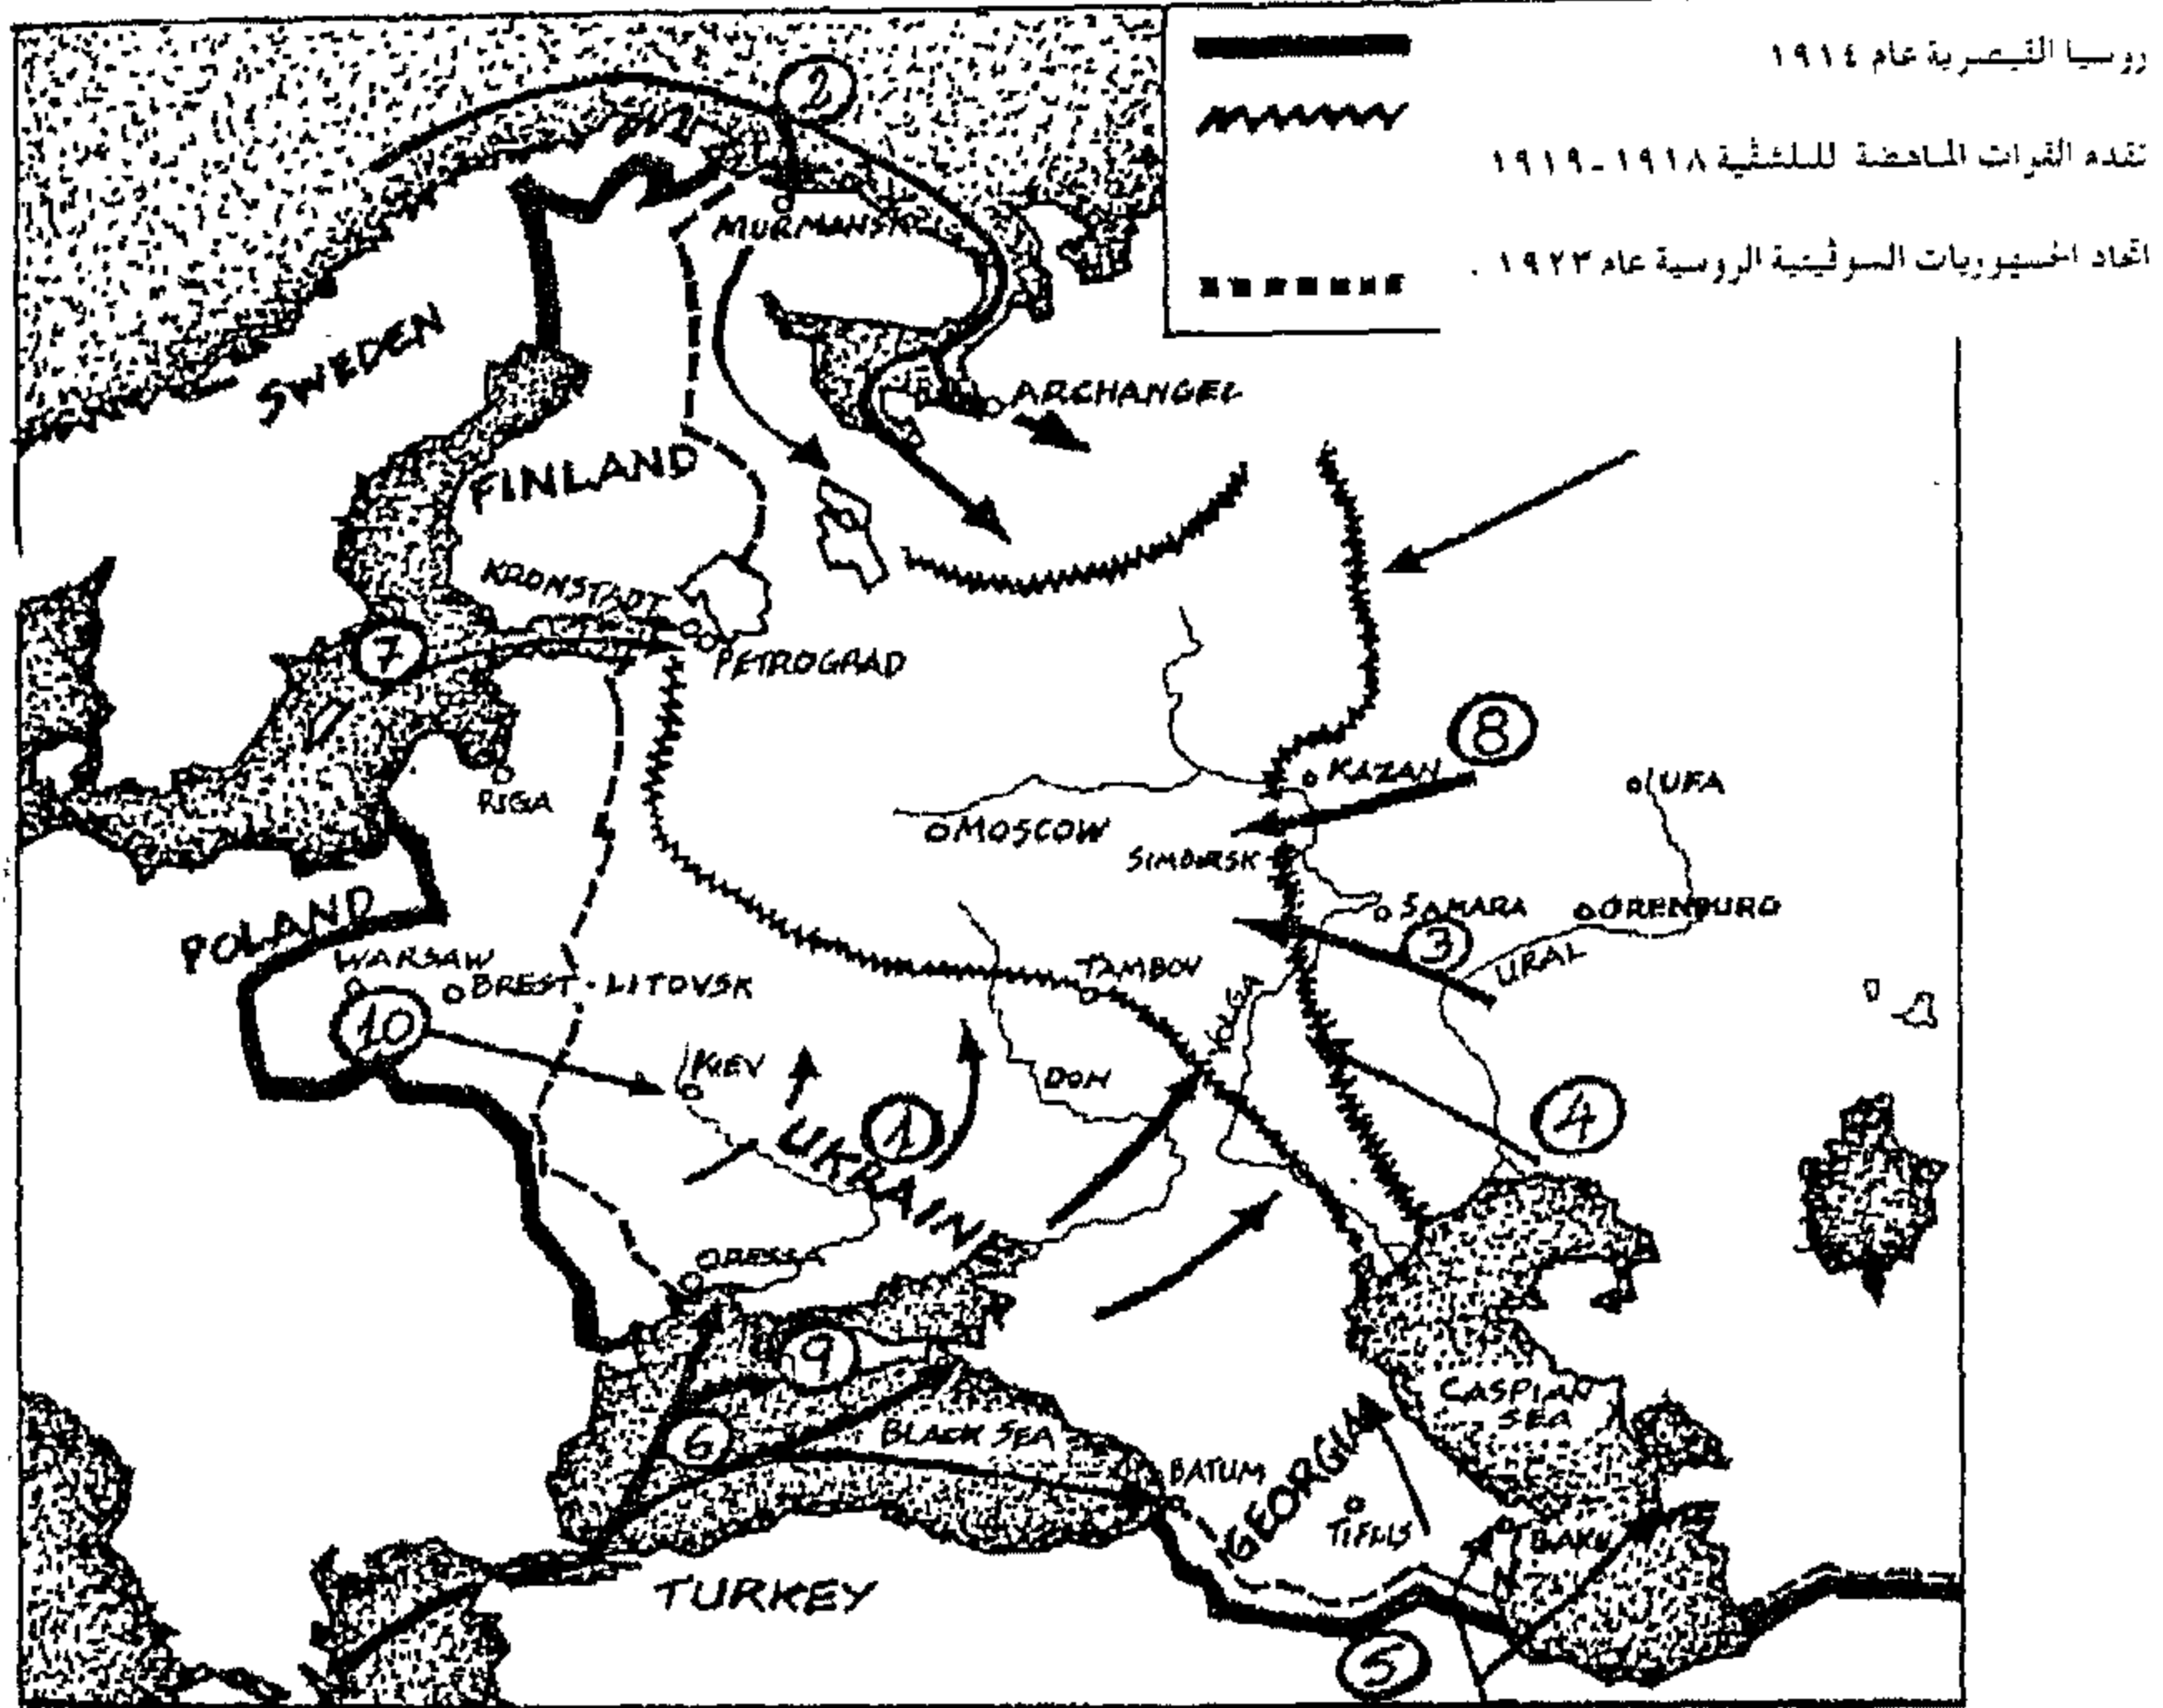 روسيا القيصرية عام ١٩١٤
تقدم القوات المناهضة للبلشفية ١٩١٨-١٩١٩
اتحاد الجمهوريات السوفيتية الروسية عام ١٩٢٣ .
2
MURMANSK
SWEDEN
ARCHANGEL
FINLAND
KRONSTADT
7
PETROGRAD
8
RIGA
KAZAN
UFA
MOSCOW
SIMBIRSK
POLAND
SAMARA
ORENBURG
3
WARSAW
URAL
BREST-LITOVSK
TAMBOV
VOLGA
10
KIEV
DON
1
4
UKRAINE
ODESSA
9
CASPIAN
SEA
6
BLACK SEA
BATUM
GEORGIA
TIFLIS
BAKU
TURKEY
5